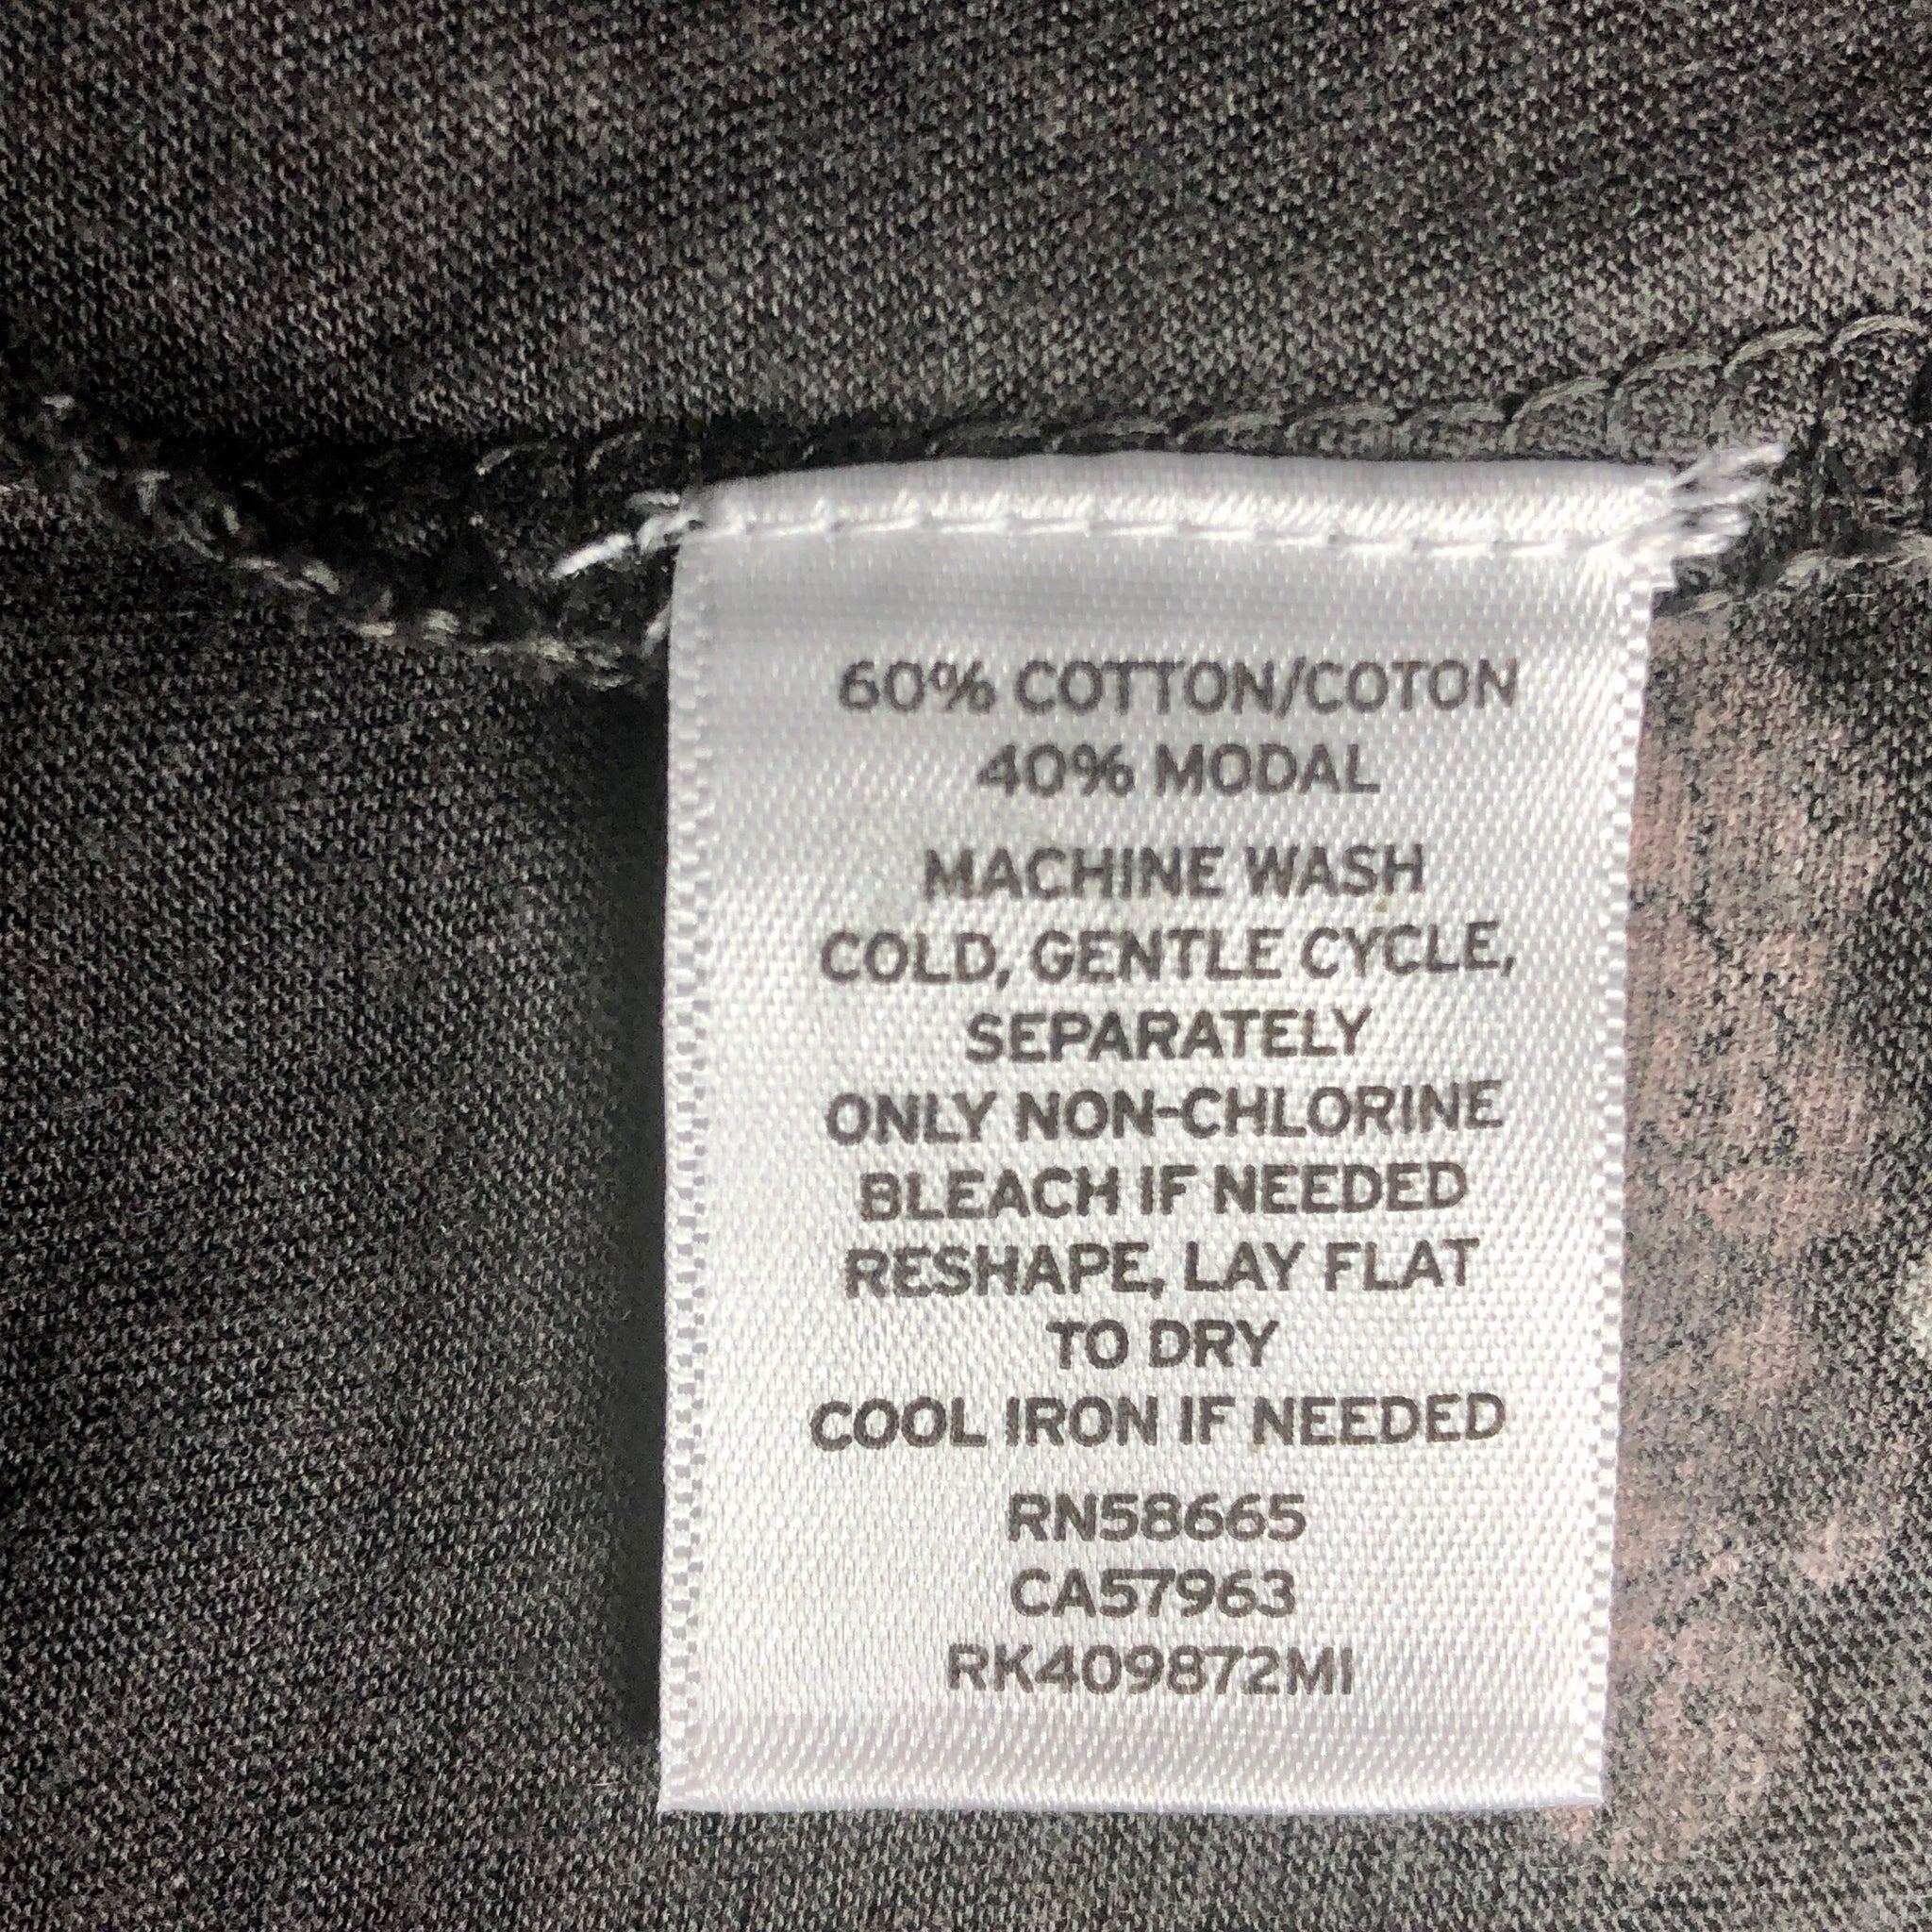 60% COTTON/COTON
40% MODAL
MACHINE WASH
COLD, GENTLE CYCLE,
SEPARATELY
ONLY NON-CHLORINE
BLEACH IF NEEDED
RESHAPE, LAY FLAT
TO DRY
COOL IRON IF NEEDED
RN58665
CA57963
RK409872MI